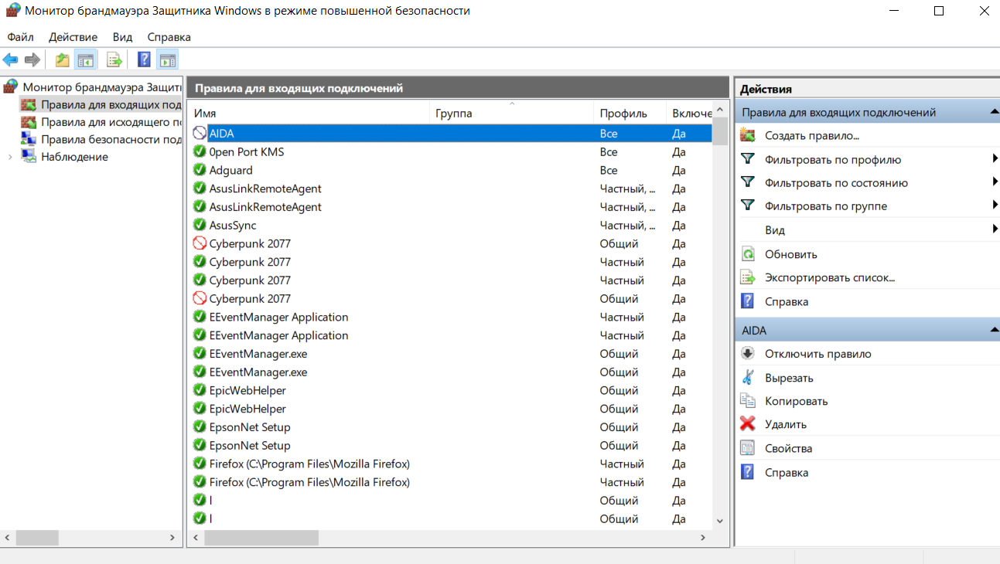 Монитор брандмауэра Защитника Windows в режиме повышенной безопасности
Файл Действие Вид Справка
Монитор брандмауэра Защитн
Правила для входящих под
Правила для исходящего по
Правила безопасности под
Наблюдение
Правила для входящих подключений
Имя Группа Профиль Включе
AIDA Все Да
0pen Port KMS Все Да
Adguard Все Да
AsusLinkRemoteAgent Частный, ... Да
AsusLinkRemoteAgent Частный, ... Да
AsusSync Частный, ... Да
Cyberpunk 2077 Общий Да
Cyberpunk 2077 Частный Да
Cyberpunk 2077 Частный Да
Cyberpunk 2077 Общий Да
EEventManager Application Частный Да
EEventManager Application Частный Да
EEventManager.exe Общий Да
EEventManager.exe Общий Да
EpicWebHelper Общий Да
EpicWebHelper Общий Да
EpsonNet Setup Общий Да
EpsonNet Setup Общий Да
Firefox (C:\Program Files\Mozilla Firefox) Частный Да
Firefox (C:\Program Files\Mozilla Firefox) Частный Да
I Общий Да
I Общий Да
Действия
Правила для входящих подключений
Создать правило...
Фильтровать по профилю
Фильтровать по состоянию
Фильтровать по группе
Вид
Обновить
Экспортировать список...
Справка
AIDA
Отключить правило
Вырезать
Копировать
Удалить
Свойства
Справка